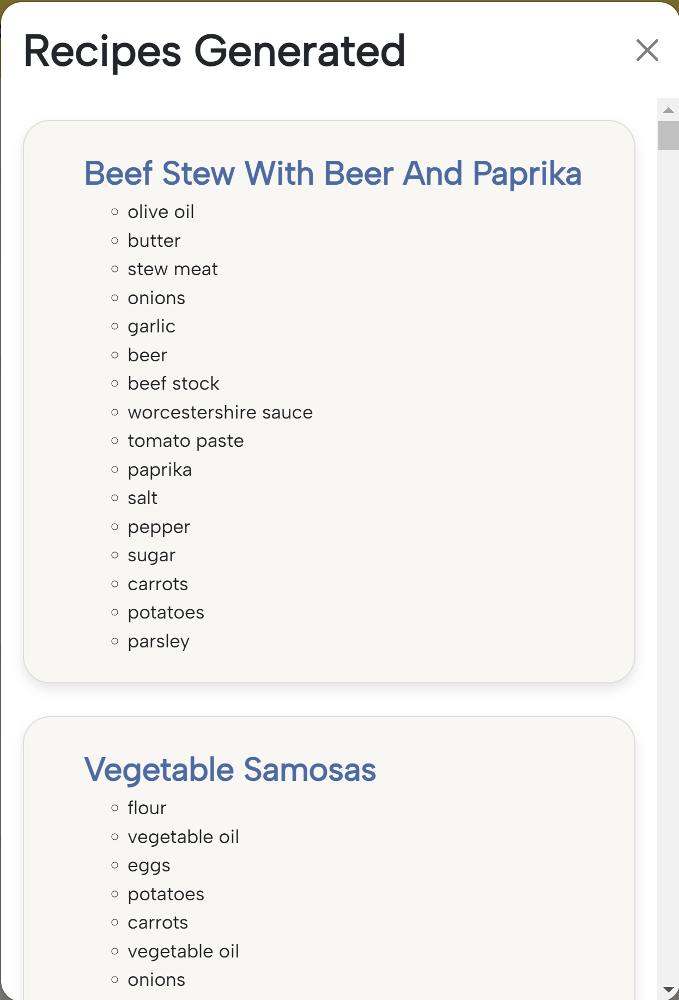 Recipes Generated
Beef Stew With Beer And Paprika
olive oil
butter
stew meat
onions
garlic
beer
beef stock
worcestershire sauce
tomato paste
paprika
salt
pepper
sugar
carrots
potatoes
parsley
Vegetable Samosas
flour
vegetable oil
eggs
potatoes
carrots
vegetable oil
onions